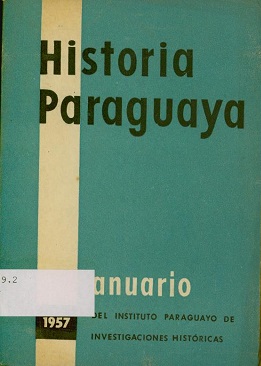 Historia
Paraguaya
9.2
anuario
1957
DEL INSTITUTO PARAGUAYO DE
INVESTIGACIONES HISTÓRICAS